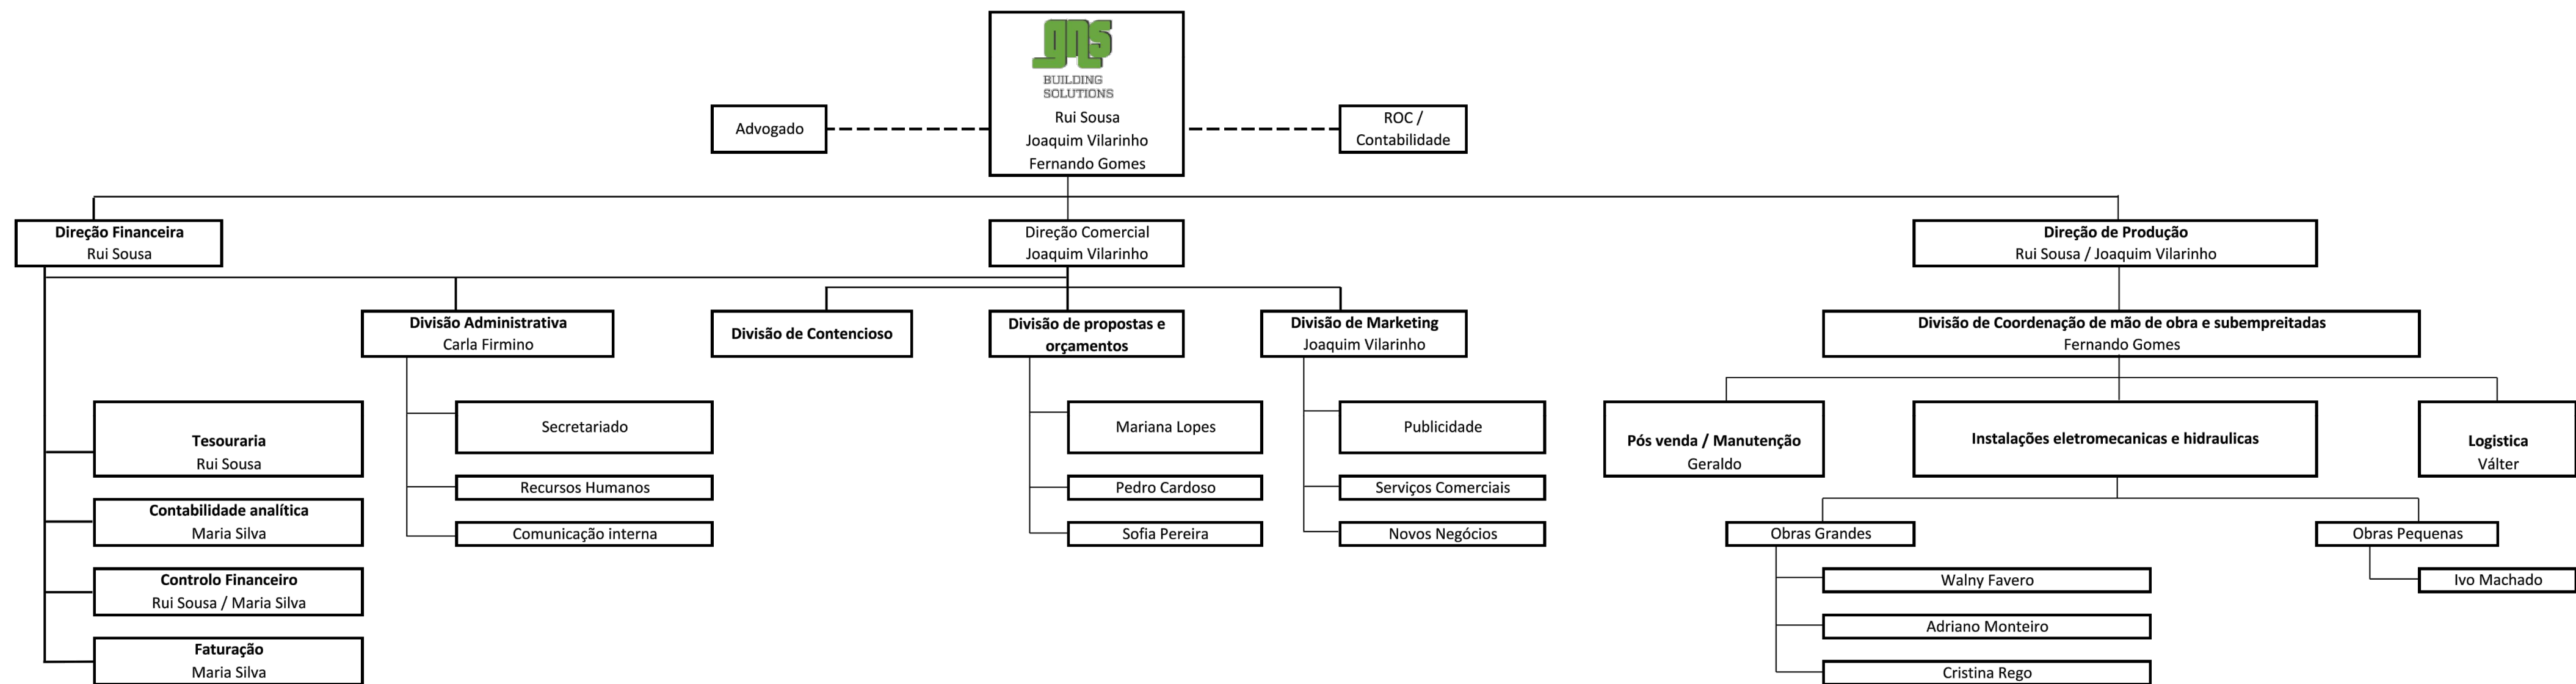 gns
BUILDING
SOLUTIONS
Rui Sousa
Joaquim Vilarinho
Fernando Gomes
Advogado
ROC /
Contabilidade
Direção Financeira
Rui Sousa
Direção Comercial
Joaquim Vilarinho
Direção de Produção
Rui Sousa / Joaquim Vilarinho
Divisão Administrativa
Carla Firmino
Divisão de Contencioso
Divisão de propostas e
orçamentos
Divisão de Marketing
Joaquim Vilarinho
Divisão de Coordenação de mão de obra e subempreitadas
Fernando Gomes
Tesouraria
Rui Sousa
Contabilidade analítica
Maria Silva
Controlo Financeiro
Rui Sousa / Maria Silva
Faturação
Maria Silva
Secretariado
Recursos Humanos
Comunicação interna
Mariana Lopes
Pedro Cardoso
Sofia Pereira
Publicidade
Serviços Comerciais
Novos Negócios
Pós venda / Manutenção
Geraldo
Instalações eletromecanicas e hidraulicas
Logistica
Válter
Obras Grandes
Walny Favero
Adriano Monteiro
Cristina Rego
Obras Pequenas
Ivo Machado